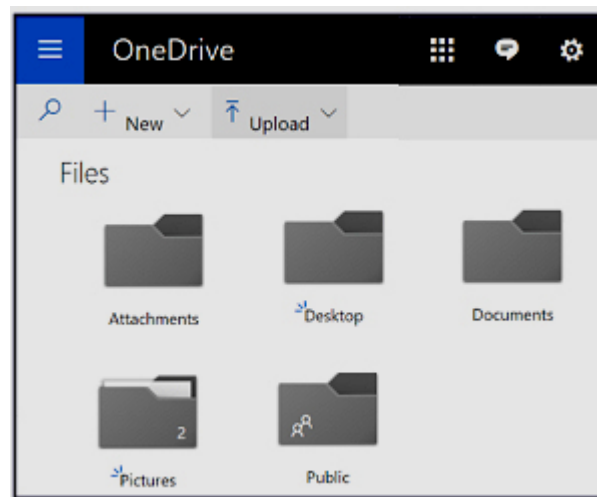 OneDrive
New Upload
Files
Attachments Desktop Documents
2
Pictures Public